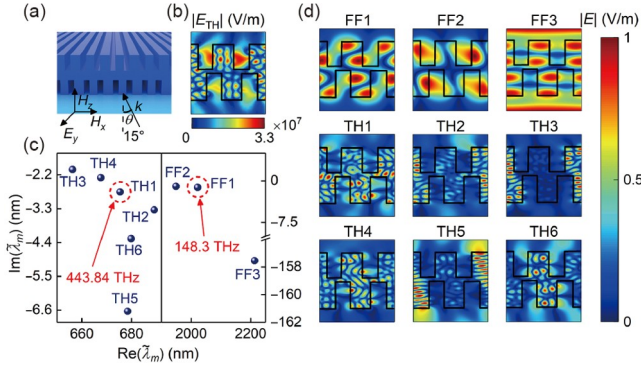 (a)
H_z
k
θ
E_y
H_x
15°
(b)
|E_TH| (V/m)
0
3.3
×10^7
(c)
Im(λ̃_m) (nm)
-2.2
-3.3
-4.4
-5.5
-6.6
TH4
TH3
TH1
TH2
TH6
TH5
443.84 THz
FF2
FF1
148.3 THz
FF3
0
-7.5
-158
-160
-162
660
680
2000
2200
Re(λ̃_m) (nm)
(d)
|E| (V/m)
FF1
FF2
FF3
1
TH1
TH2
TH3
0.5
TH4
TH5
TH6
0